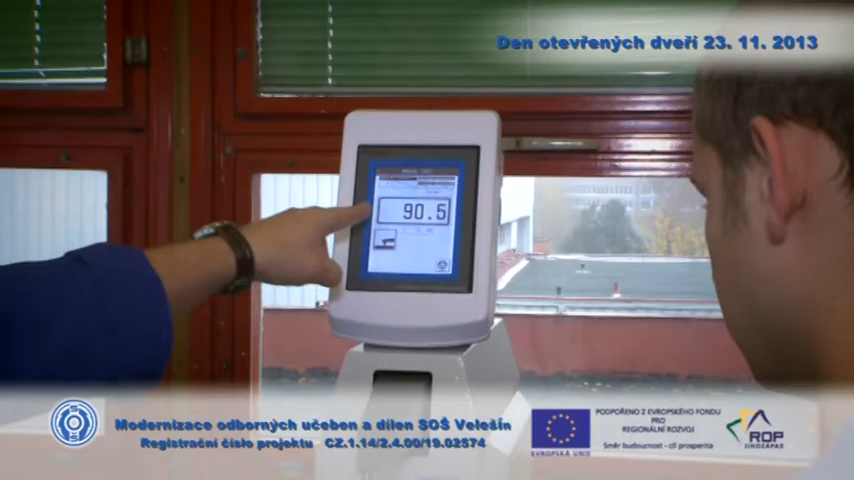 Den otevřených dveří 23. 11. 2013
90.5
Modernizace odborných učeben a dílen SOŠ Velešín
Registrační číslo projektu CZ.1.14/2.4.00/19.02574
EVROPSKÁ UNIE
PODPOŘENO Z EVROPSKÉHO FONDU
PRO
REGIONÁLNÍ ROZVOJ
Směr budoucnost - cíl prosperita
ROP
JIHOZÁPAD